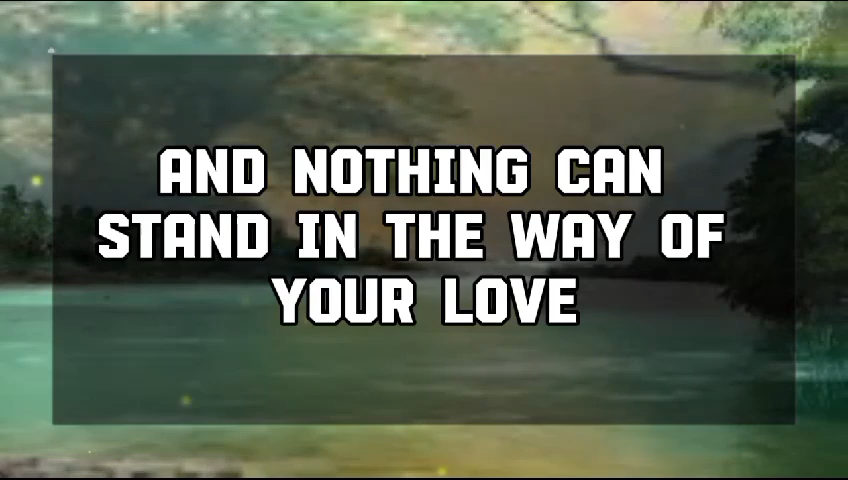 AND NOTHING CAN
STAND IN THE WAY OF
YOUR LOVE